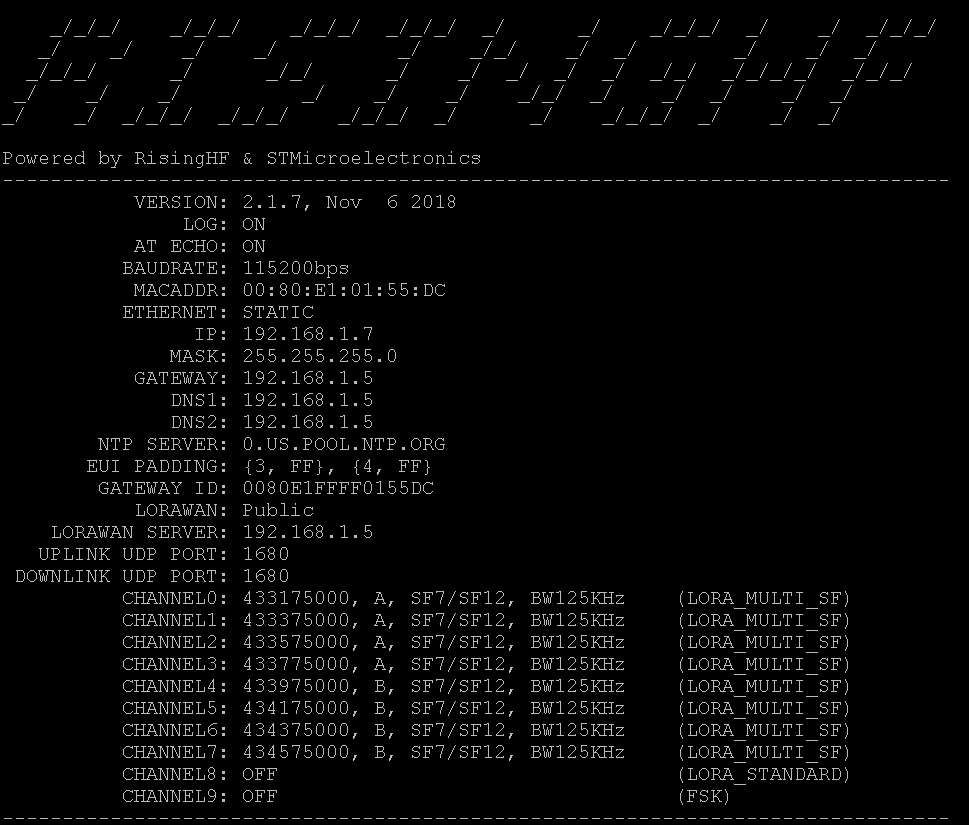 RISINGHF
Powered by RisingHF & STMicroelectronics
-------------------------------------------------------------------------------
VERSION: 2.1.7, Nov  6 2018
LOG: ON
AT ECHO: ON
BAUDRATE: 115200bps
MACADDR: 00:80:E1:01:55:DC
ETHERNET: STATIC
IP: 192.168.1.7
MASK: 255.255.255.0
GATEWAY: 192.168.1.5
DNS1: 192.168.1.5
DNS2: 192.168.1.5
NTP SERVER: 0.US.POOL.NTP.ORG
EUI PADDING: {3, FF}, {4, FF}
GATEWAY ID: 0080E1FFFF0155DC
LORAWAN: Public
LORAWAN SERVER: 192.168.1.5
UPLINK UDP PORT: 1680
DOWNLINK UDP PORT: 1680
CHANNEL0: 433175000, A, SF7/SF12, BW125KHz (LORA_MULTI_SF)
CHANNEL1: 433375000, A, SF7/SF12, BW125KHz (LORA_MULTI_SF)
CHANNEL2: 433575000, A, SF7/SF12, BW125KHz (LORA_MULTI_SF)
CHANNEL3: 433775000, A, SF7/SF12, BW125KHz (LORA_MULTI_SF)
CHANNEL4: 433975000, B, SF7/SF12, BW125KHz (LORA_MULTI_SF)
CHANNEL5: 434175000, B, SF7/SF12, BW125KHz (LORA_MULTI_SF)
CHANNEL6: 434375000, B, SF7/SF12, BW125KHz (LORA_MULTI_SF)
CHANNEL7: 434575000, B, SF7/SF12, BW125KHz (LORA_MULTI_SF)
CHANNEL8: OFF (LORA_STANDARD)
CHANNEL9: OFF (FSK)
-------------------------------------------------------------------------------